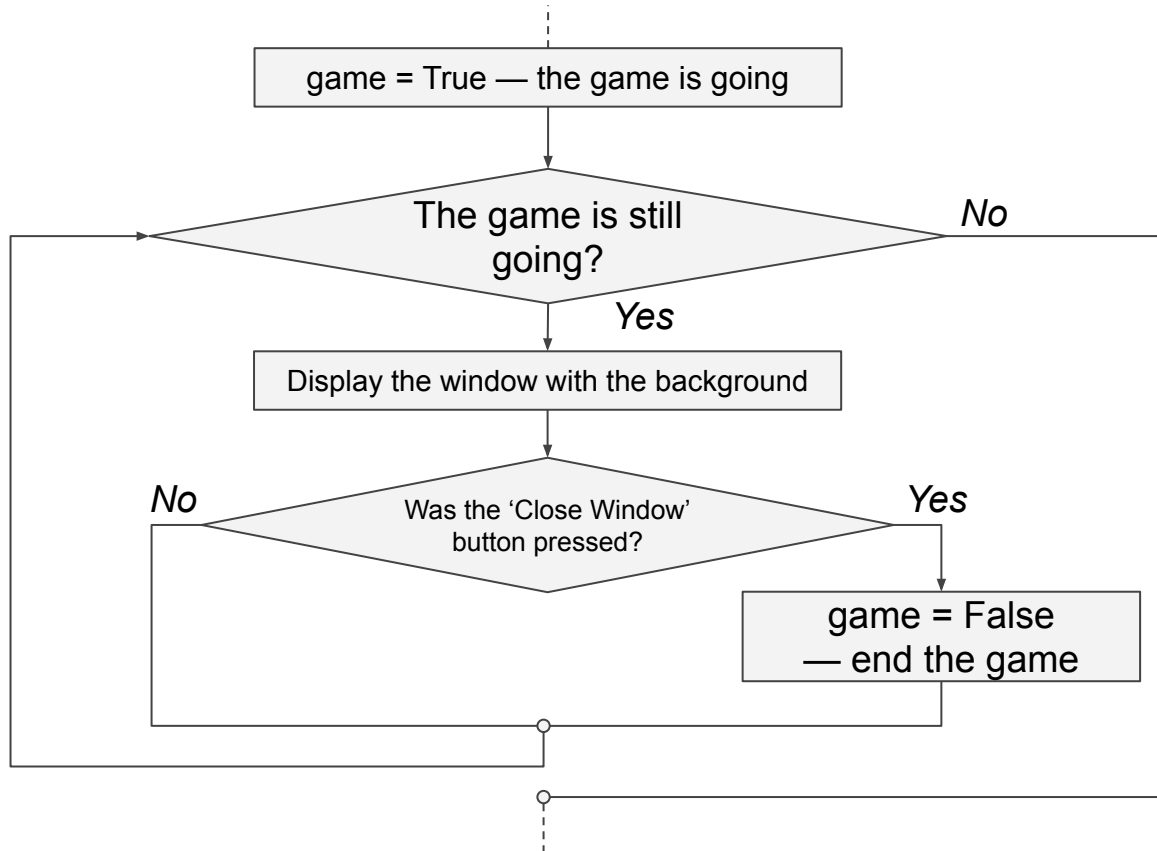 game = True — the game is going
The game is still
going?
No
Yes
Display the window with the background
No
Was the ‘Close Window’
button pressed?
Yes
game = False
— end the game